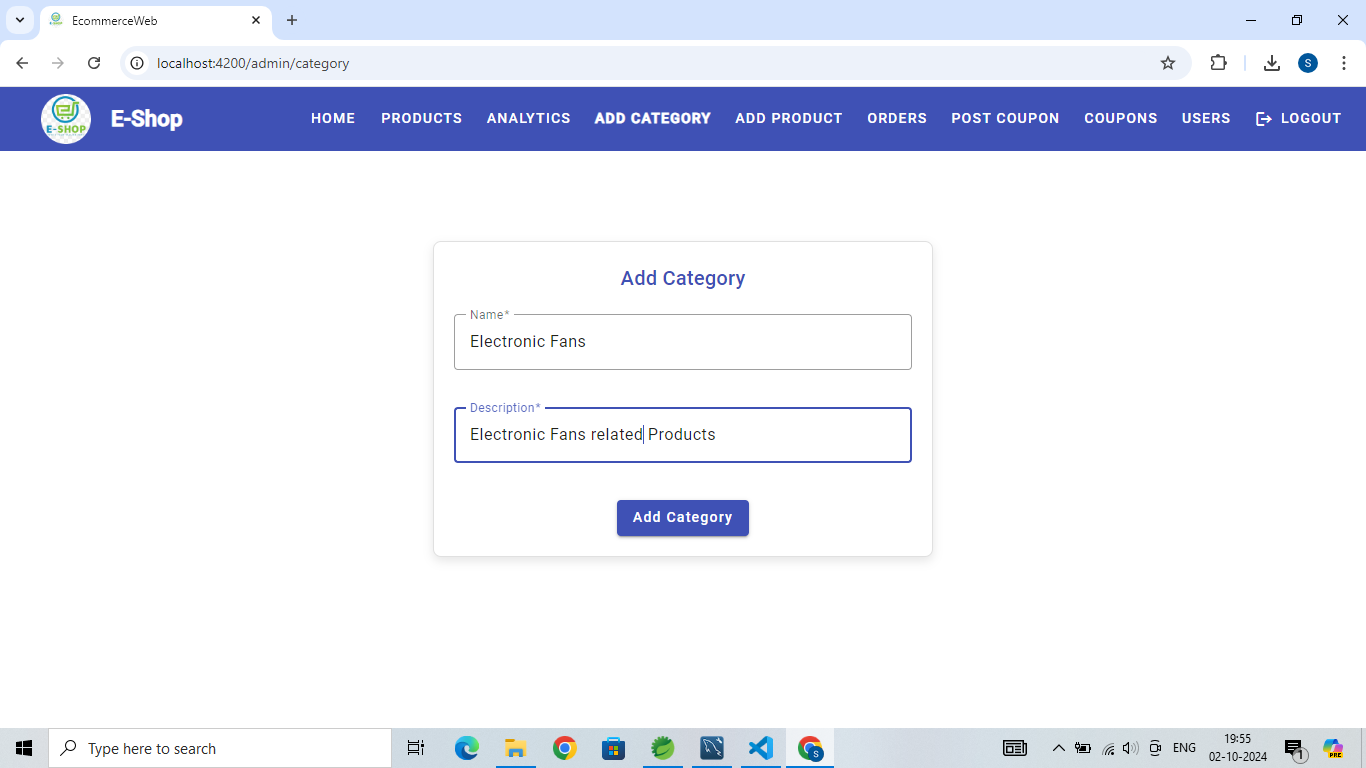 EcommerceWeb
localhost:4200/admin/category
S
E-SHOP
E-Shop
HOME PRODUCTS ANALYTICS ADD CATEGORY ADD PRODUCT ORDERS POST COUPON COUPONS USERS LOGOUT
Add Category
Name*
Electronic Fans
Description*
Electronic Fans related Products
Add Category
Type here to search
S
ENG
19:55
02-10-2024
1
PRE